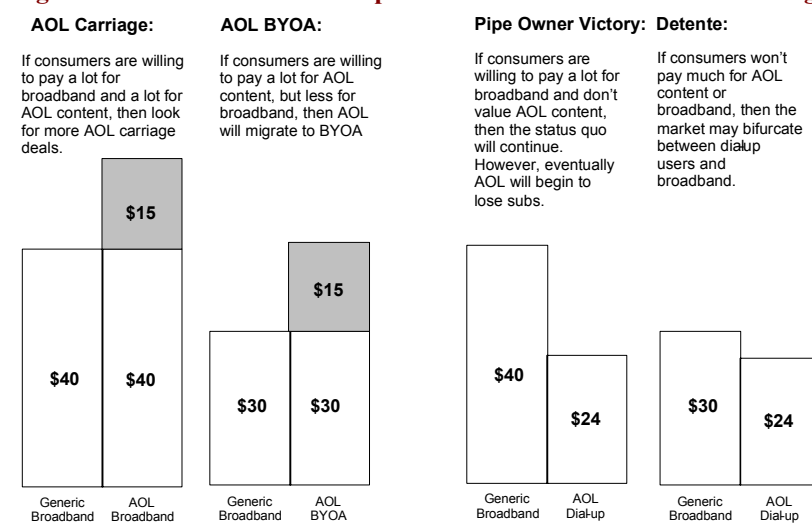 AOL Carriage:
If consumers are willing
to pay a lot for
broadband and a lot for
AOL content, then look
for more AOL carriage
deals.
AOL BYOA:
If consumers are willing
to pay a lot for AOL
content, but less for
broadband, then AOL
will migrate to BYOA
Pipe Owner Victory:
If consumers are
willing to pay a lot for
broadband and don't
value AOL content,
then the status quo
will continue.
However, eventually
AOL will begin to
lose subs.
Detente:
If consumers won't
pay much for AOL
content or
broadband, then the
market may bifurcate
between dial-up
users and
broadband.
$15
$40
$40
Generic
Broadband
AOL
Broadband
$15
$30
$30
Generic
Broadband
AOL
BYOA
$40
$24
Generic
Broadband
AOL
Dial-up
$30
$24
Generic
Broadband
AOL
Dial-up